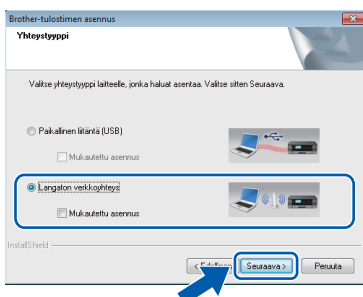 Brother-tulostimen asennus
Yhteystyyppi
Valitse yhteystyyppi laitteelle, jonka haluat asentaa. Valitse sitten Seuraava.
Paikallinen liitäntä (USB)
Mukautettu asennus
Langaton verkkoyhteys
Mukautettu asennus
InstallShield
Seuraava >
Peruuta